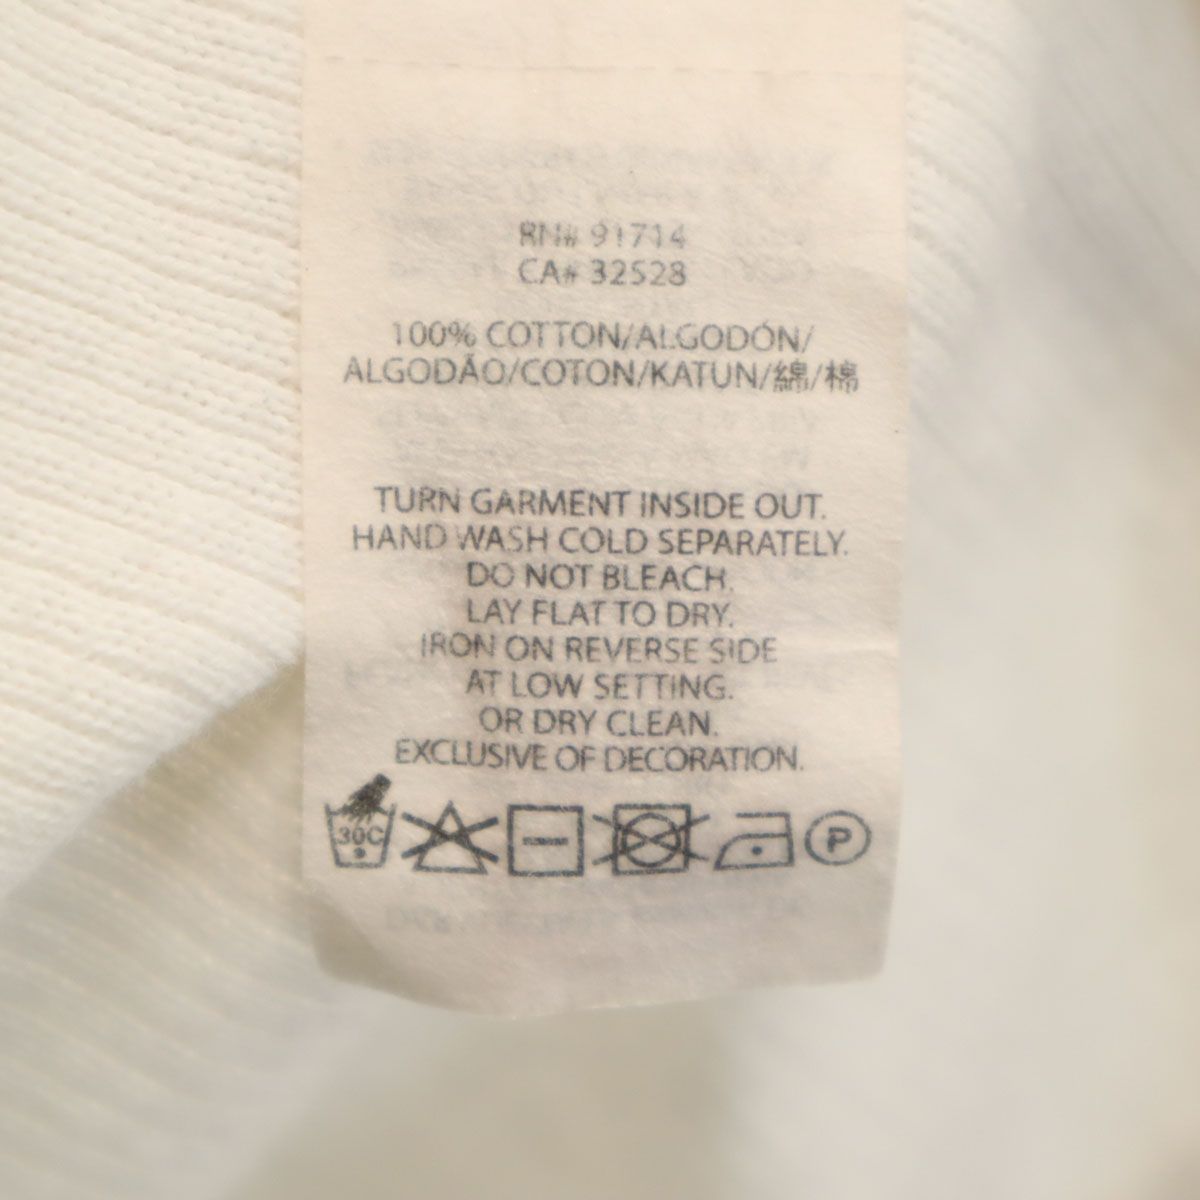 RN# 91714
CA# 32528
100% COTTON/ALGODÓN/
ALGODÃO/COTON/KATUN/綿/棉
TURN GARMENT INSIDE OUT.
HAND WASH COLD SEPARATELY.
DO NOT BLEACH.
LAY FLAT TO DRY.
IRON ON REVERSE SIDE
AT LOW SETTING.
OR DRY CLEAN.
EXCLUSIVE OF DECORATION.
30C P